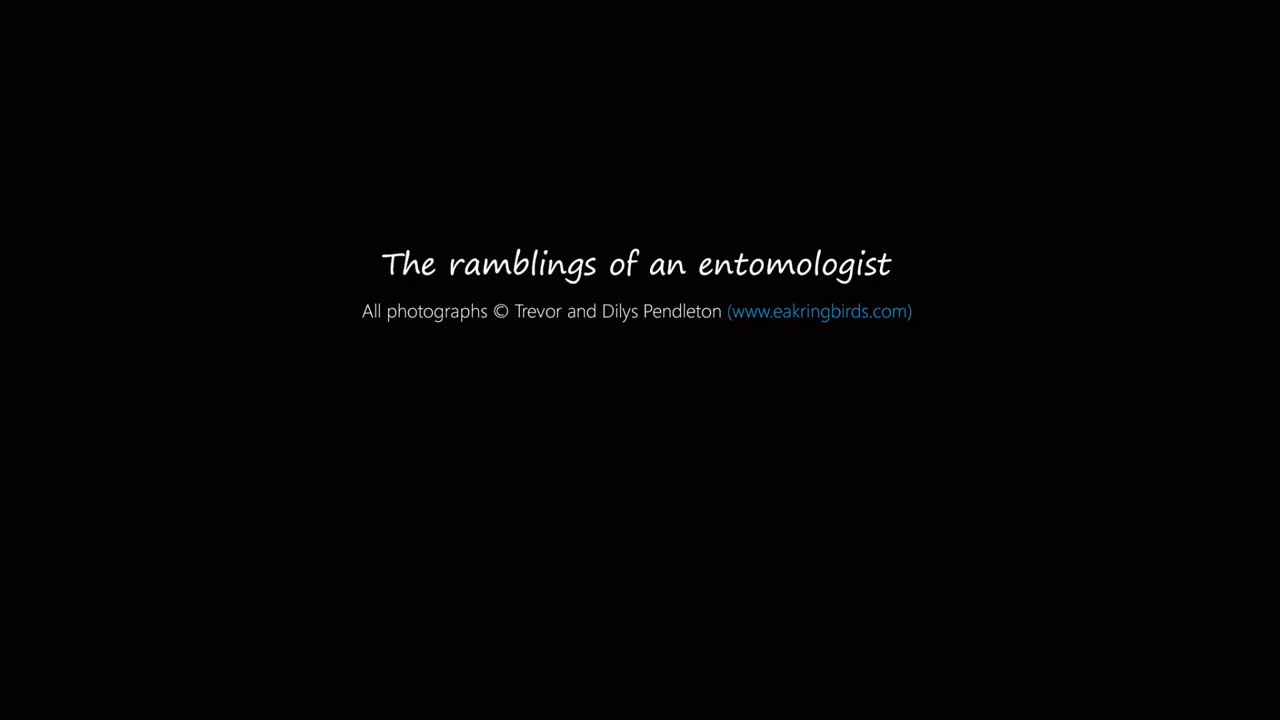 The ramblings of an entomologist
All photographs © Trevor and Dilys Pendleton (www.eakringbirds.com)